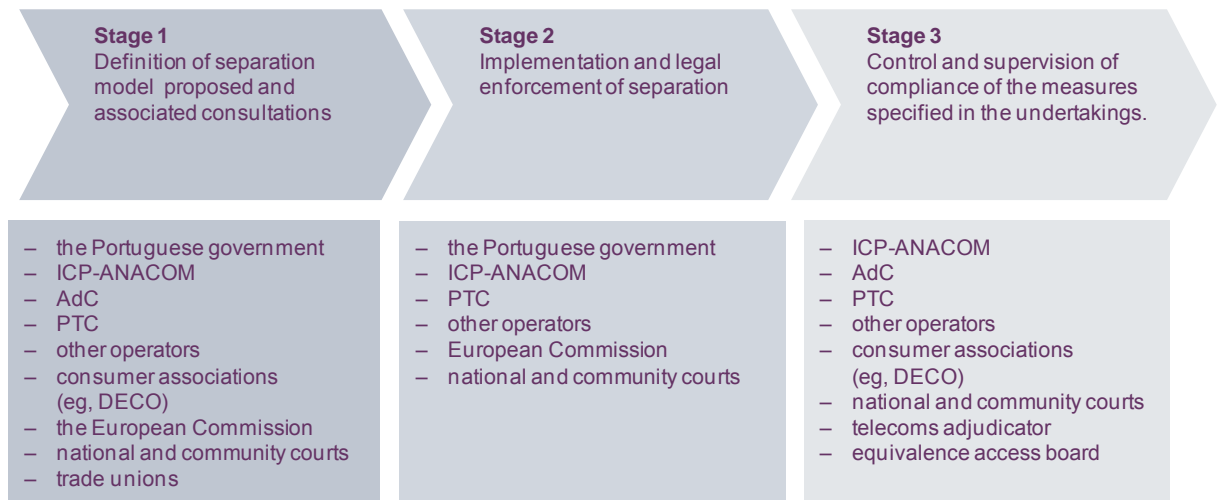 Stage 1
Definition of separation
model proposed and
associated consultations
Stage 2
Implementation and legal
enforcement of separation
Stage 3
Control and supervision of
compliance of the measures
specified in the undertakings.
– the Portuguese government
– ICP-ANACOM
– AdC
– PTC
– other operators
– consumer associations
(eg, DECO)
– the European Commission
– national and community courts
– trade unions
– the Portuguese government
– ICP-ANACOM
– PTC
– other operators
– European Commission
– national and community courts
– ICP-ANACOM
– AdC
– PTC
– other operators
– consumer associations
(eg, DECO)
– national and community courts
– telecoms adjudicator
– equivalence access board